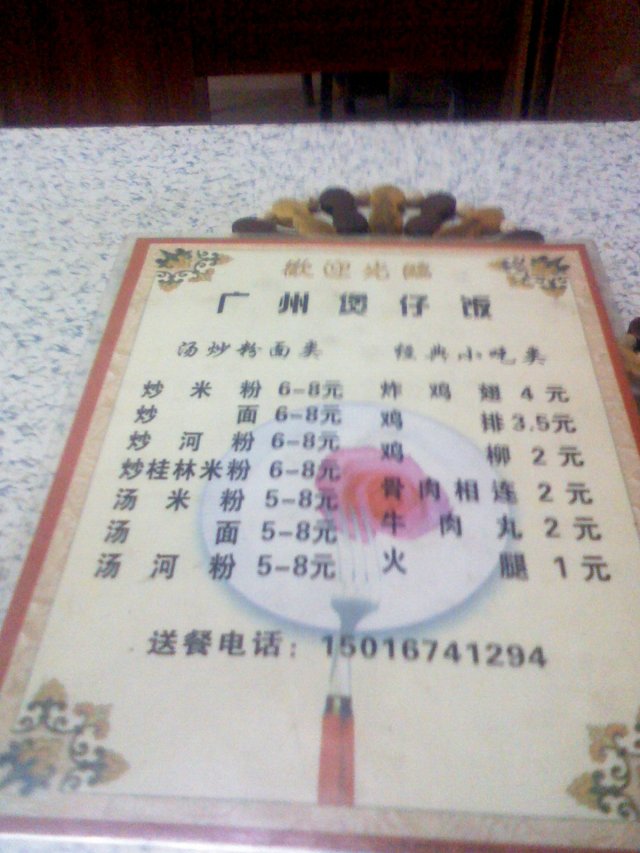 歡迎光臨
广州煲仔饭
汤炒粉面类 经典小吃类
炒米粉 6-8元 炸鸡翅 4元
炒面 6-8元 鸡排 3.5元
炒河粉 6-8元 鸡柳 2元
炒桂林米粉 6-8元 骨肉相连 2元
汤米粉 5-8元 牛肉丸 2元
汤面 5-8元 火腿 1元
汤河粉 5-8元
送餐电话：15016741294